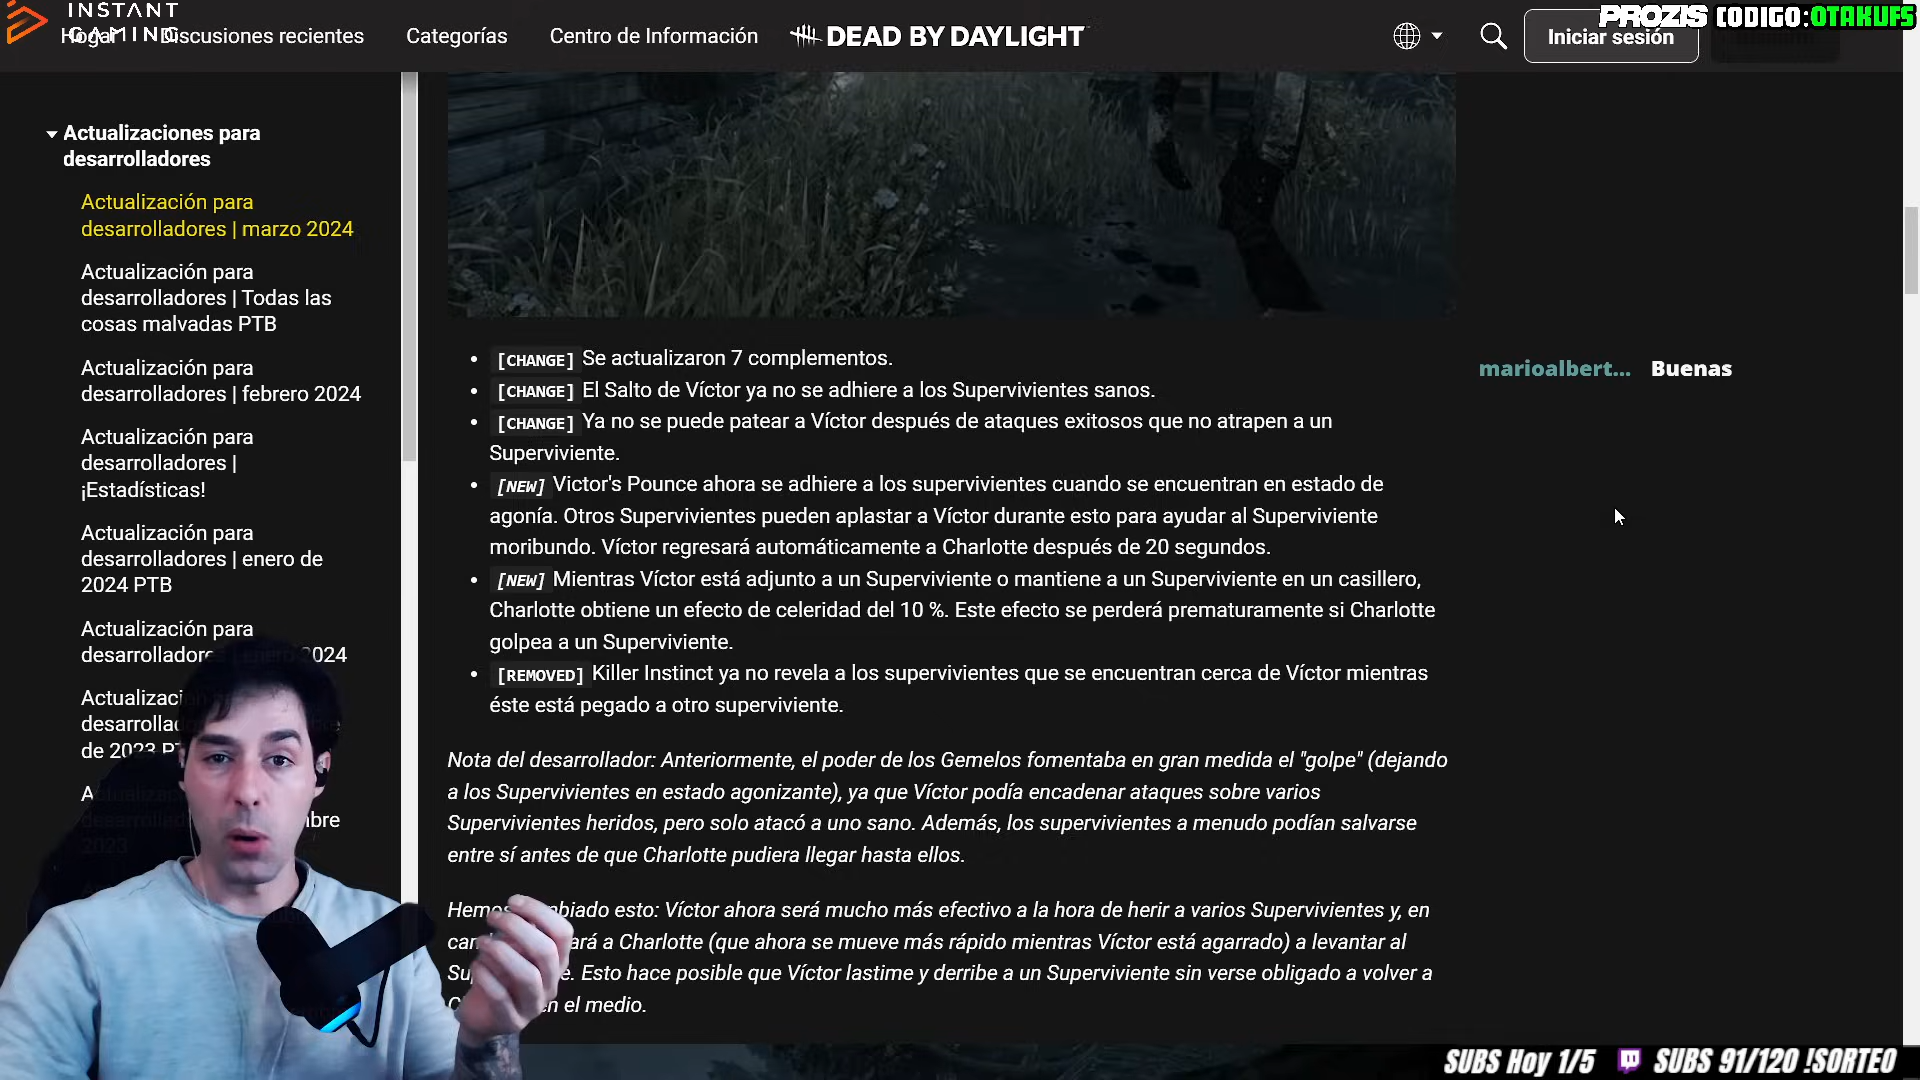 INSTANT
GAMING
Hogar
Discusiones recientes
Categorías
Centro de Información
DEAD BY DAYLIGHT
Iniciar sesión
PROZIS CODIGO:OTAKUFS
Actualizaciones para
desarrolladores
Actualización para
desarrolladores | marzo 2024
Actualización para
desarrolladores | Todas las
cosas malvadas PTB
Actualización para
desarrolladores | febrero 2024
Actualización para
desarrolladores |
¡Estadísticas!
Actualización para
desarrolladores | enero de
2024 PTB
Actualización para
desarrolladores | enero 2024
[CHANGE] Se actualizaron 7 complementos.
[CHANGE] El Salto de Víctor ya no se adhiere a los Supervivientes sanos.
[CHANGE] Ya no se puede patear a Víctor después de ataques exitosos que no atrapen a un
Superviviente.
[NEW] Victor's Pounce ahora se adhiere a los supervivientes cuando se encuentran en estado de
agonía. Otros Supervivientes pueden aplastar a Víctor durante esto para ayudar al Superviviente
moribundo. Víctor regresará automáticamente a Charlotte después de 20 segundos.
[NEW] Mientras Víctor está adjunto a un Superviviente o mantiene a un Superviviente en un casillero,
Charlotte obtiene un efecto de celeridad del 10 %. Este efecto se perderá prematuramente si Charlotte
golpea a un Superviviente.
[REMOVED] Killer Instinct ya no revela a los supervivientes que se encuentran cerca de Víctor mientras
éste está pegado a otro superviviente.
Nota del desarrollador: Anteriormente, el poder de los Gemelos fomentaba en gran medida el "golpe" (dejando
a los Supervivientes en estado agonizante), ya que Víctor podía encadenar ataques sobre varios
Supervivientes heridos, pero solo atacó a uno sano. Además, los supervivientes a menudo podían salvarse
entre sí antes de que Charlotte pudiera llegar hasta ellos.
Hemos esto: Víctor ahora será mucho más efectivo a la hora de herir a varios Supervivientes y, en
a Charlotte (que ahora se mueve más rápido mientras Víctor está agarrado) a levantar al
Esto hace posible que Víctor lastime y derribe a un Superviviente sin verse obligado a volver a
en el medio.
marioalbert... Buenas
SUBS Hoy 1/5 SUBS 91/120 !SORTEO